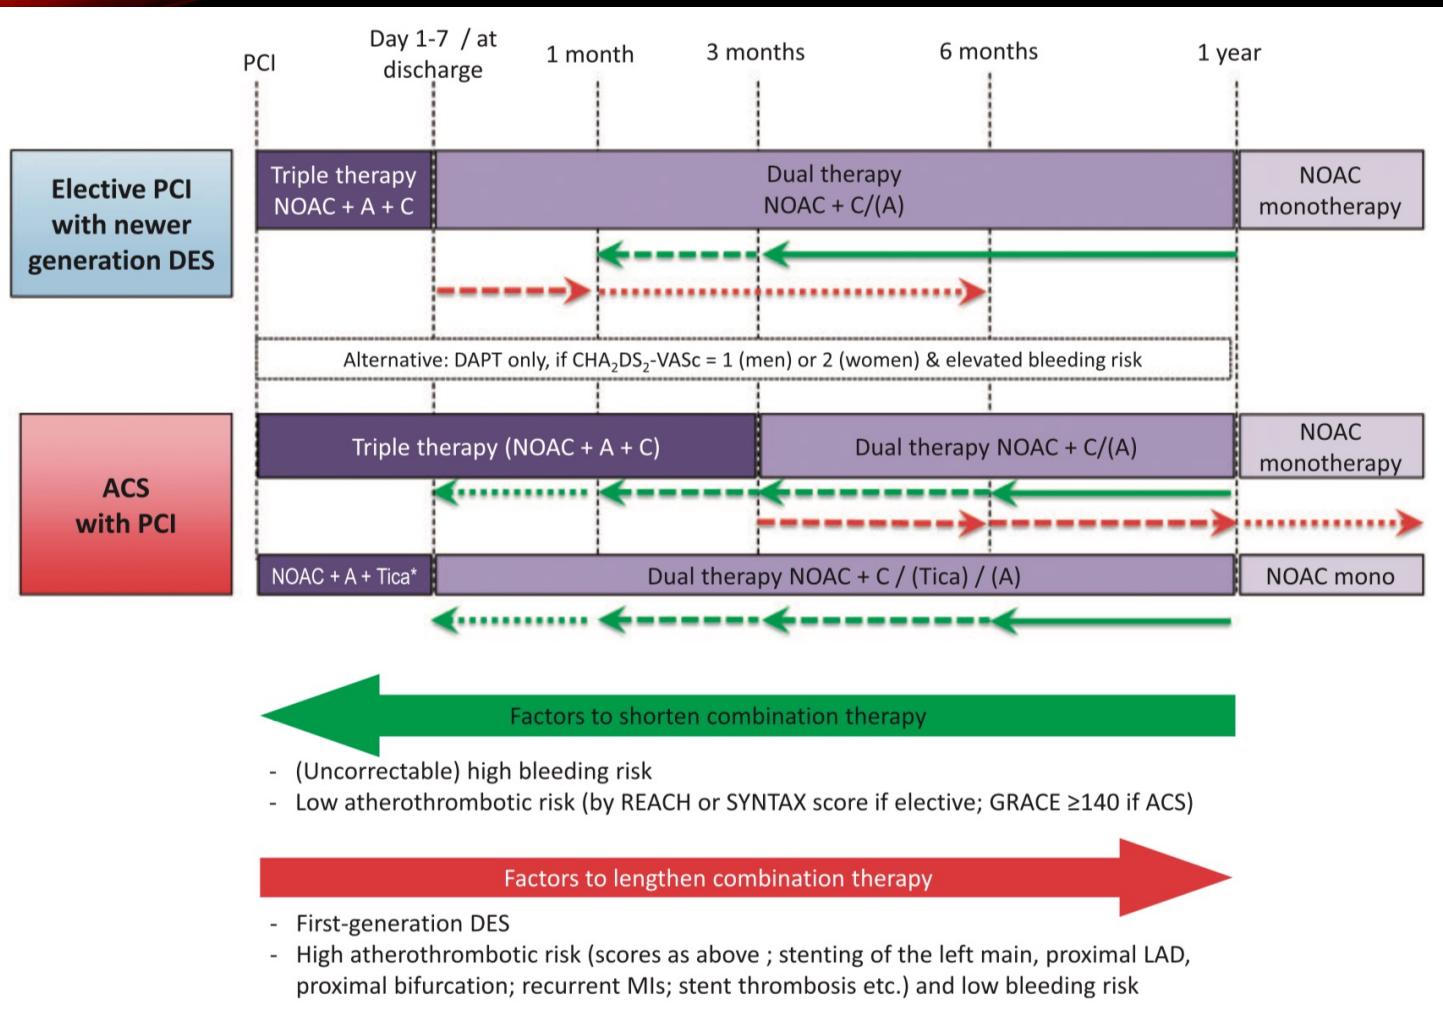 PCI
Day 1-7 / at
discharge
1 month
3 months
6 months
1 year
Elective PCI
with newer
generation DES
Triple therapy
NOAC + A + C
Dual therapy
NOAC + C/(A)
NOAC
monotherapy
Alternative: DAPT only, if CHA₂DS₂-VASc = 1 (men) or 2 (women) & elevated bleeding risk
ACS
with PCI
Triple therapy (NOAC + A + C)
Dual therapy NOAC + C/(A)
NOAC
monotherapy
NOAC + A + Tica*
Dual therapy NOAC + C / (Tica) / (A)
NOAC mono
Factors to shorten combination therapy
- (Uncorrectable) high bleeding risk
- Low atherothrombotic risk (by REACH or SYNTAX score if elective; GRACE ≥140 if ACS)
Factors to lengthen combination therapy
- First-generation DES
- High atherothrombotic risk (scores as above ; stenting of the left main, proximal LAD,
proximal bifurcation; recurrent MIs; stent thrombosis etc.) and low bleeding risk